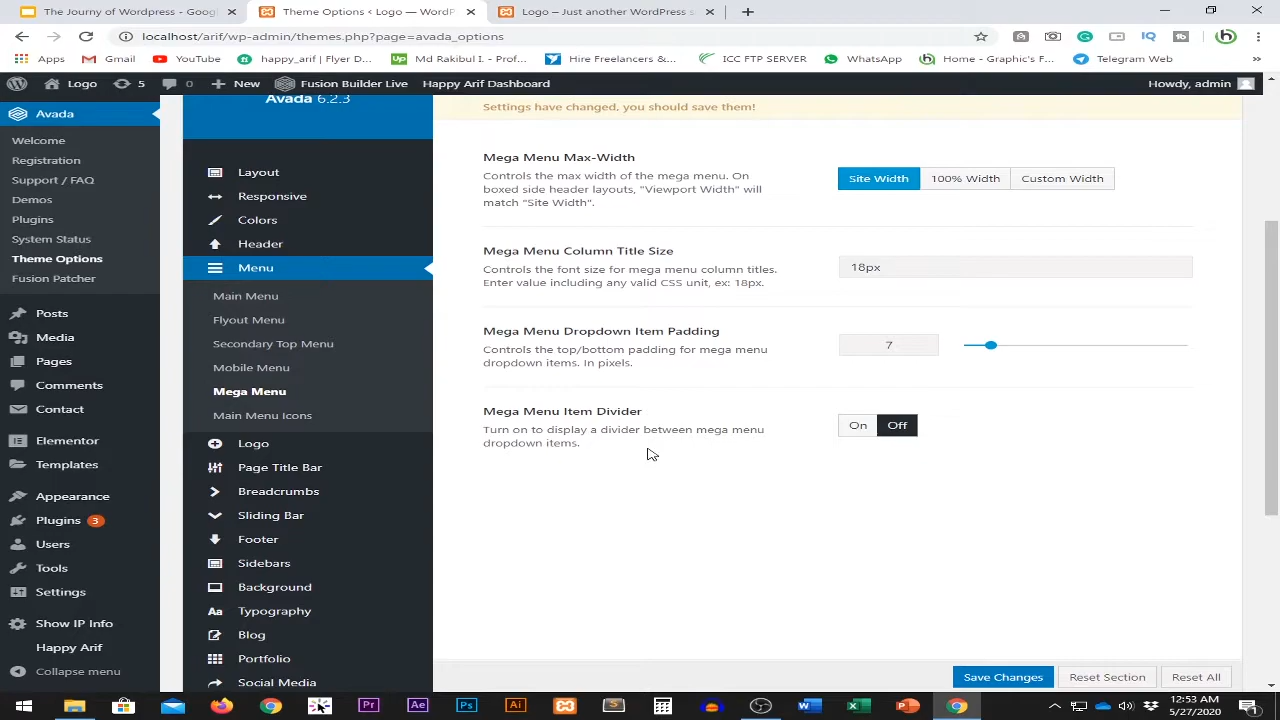 The Journy of Wordpress - Googl
Theme Options < Logo — WordP
Logo – Just another WordPress s
localhost/arif/wp-admin/themes.php?page=avada_options
Apps
Gmail
YouTube
happy_arif | Flyer D...
Md Rakibul I. - Prof...
Hire Freelancers &...
ICC FTP SERVER
WhatsApp
Home - Graphic's F...
Telegram Web
Logo
5
0
New
Fusion Builder Live
Happy Arif Dashboard
Howdy, admin
Avada
Welcome
Registration
Support / FAQ
Demos
Plugins
System Status
Theme Options
Fusion Patcher
Posts
Media
Pages
Comments
Contact
Elementor
Templates
Appearance
Plugins 3
Users
Tools
Settings
Show IP Info
Happy Arif
Collapse menu
Avada 6.2.3
Layout
Responsive
Colors
Header
Menu
Main Menu
Flyout Menu
Secondary Top Menu
Mobile Menu
Mega Menu
Main Menu Icons
Logo
Page Title Bar
Breadcrumbs
Sliding Bar
Footer
Sidebars
Background
Typography
Blog
Portfolio
Social Media
Settings have changed, you should save them!
Mega Menu Max-Width
Controls the max width of the mega menu. On
boxed side header layouts, "Viewport Width" will
match "Site Width".
Site Width
100% Width
Custom Width
Mega Menu Column Title Size
Controls the font size for mega menu column titles.
Enter value including any valid CSS unit, ex: 18px.
18px
Mega Menu Dropdown Item Padding
Controls the top/bottom padding for mega menu
dropdown items. In pixels.
7
Mega Menu Item Divider
Turn on to display a divider between mega menu
dropdown items.
On
Off
Save Changes
Reset Section
Reset All
12:53 AM
5/27/2020